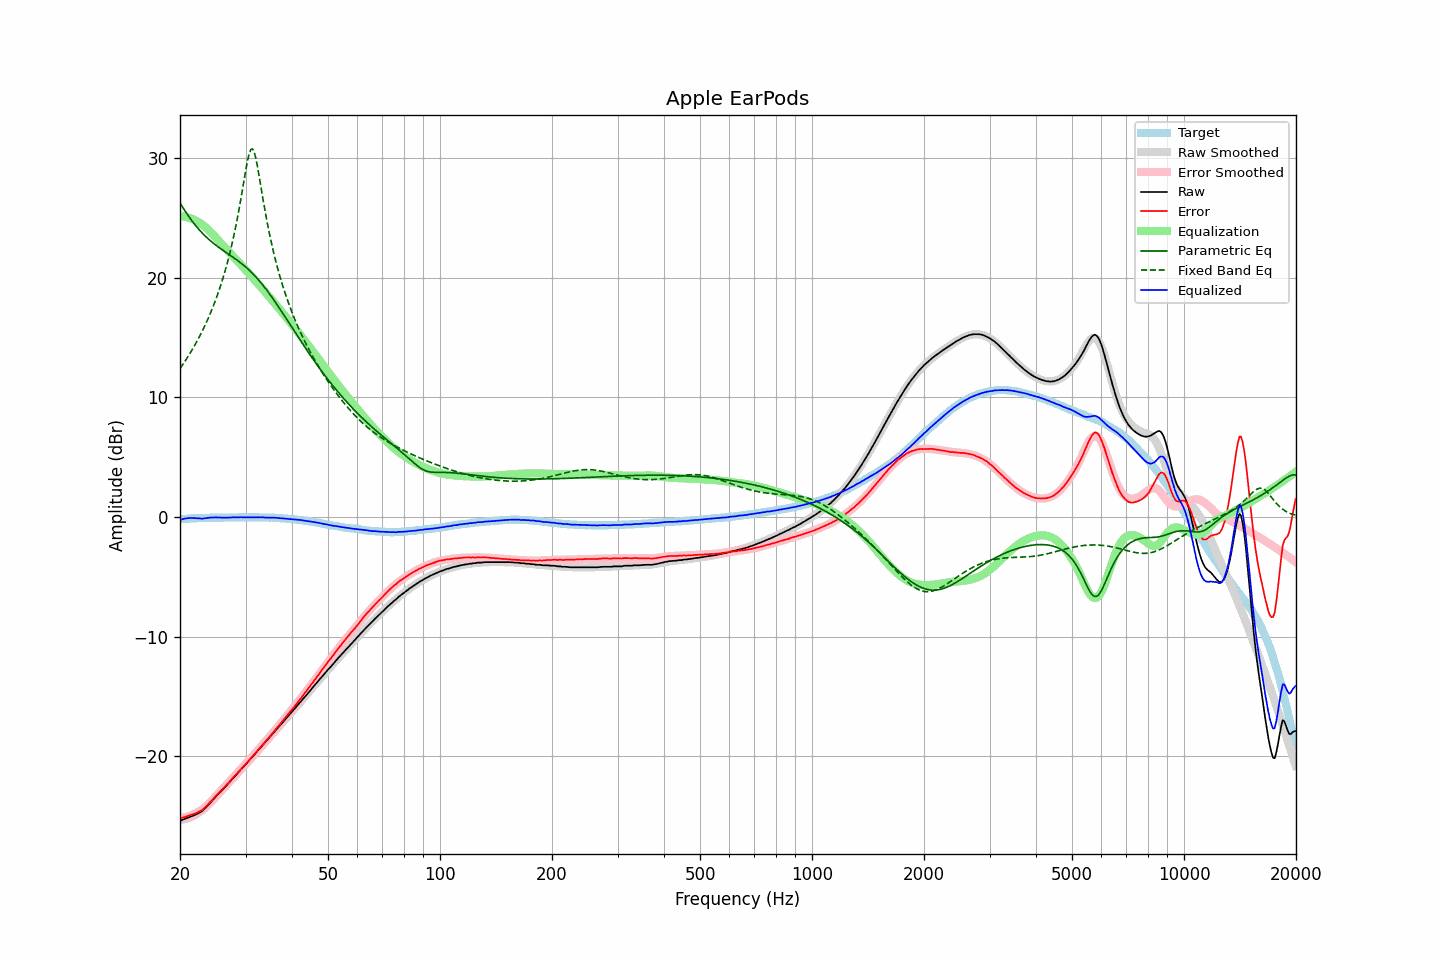 Apple EarPods
Target
Raw Smoothed
Error Smoothed
Raw
Error
Equalization
Parametric Eq
Fixed Band Eq
Equalized
Amplitude (dBr)
30
20
10
0
−10
−20
20 50 100 200 500 1000 2000 5000 10000 20000
Frequency (Hz)